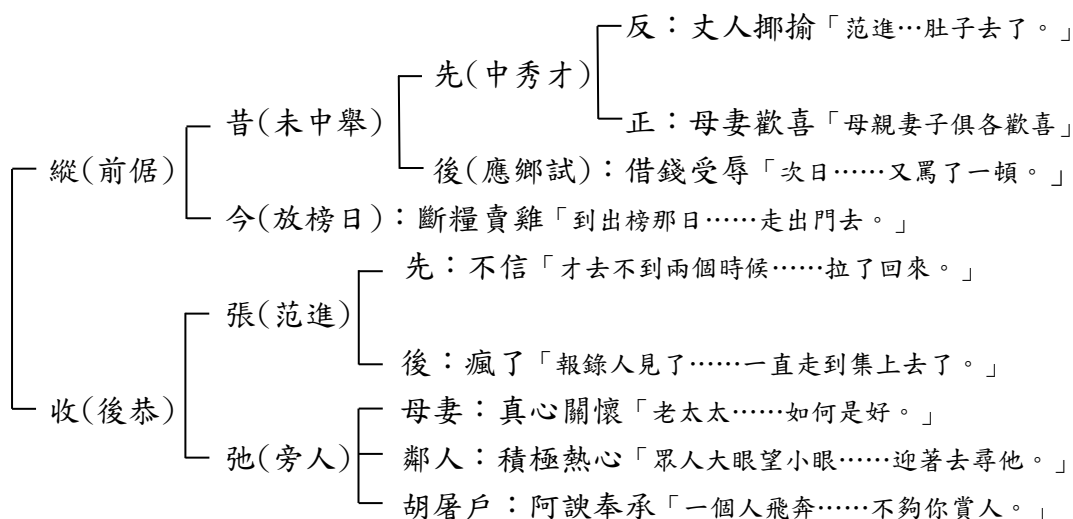 反：丈人揶揄「范進…肚子去了。」
先(中秀才)
昔(未中舉)
正：母妻歡喜「母親妻子俱各歡喜」
縱(前倨)
後(應鄉試)：借錢受辱「次日……又罵了一頓。」
今(放榜日)：斷糧賣雞「到出榜那日……走出門去。」
先：不信「才去不到兩個時候……拉了回來。」
張(范進)
後：瘋了「報錄人見了……一直走到集上去了。」
收(後恭)
母妻：真心關懷「老太太……如何是好。」
弛(旁人)
鄰人：積極熱心「眾人大眼望小眼……迎著去尋他。」
胡屠戶：阿諛奉承「一個人飛奔……不夠你賞人。」